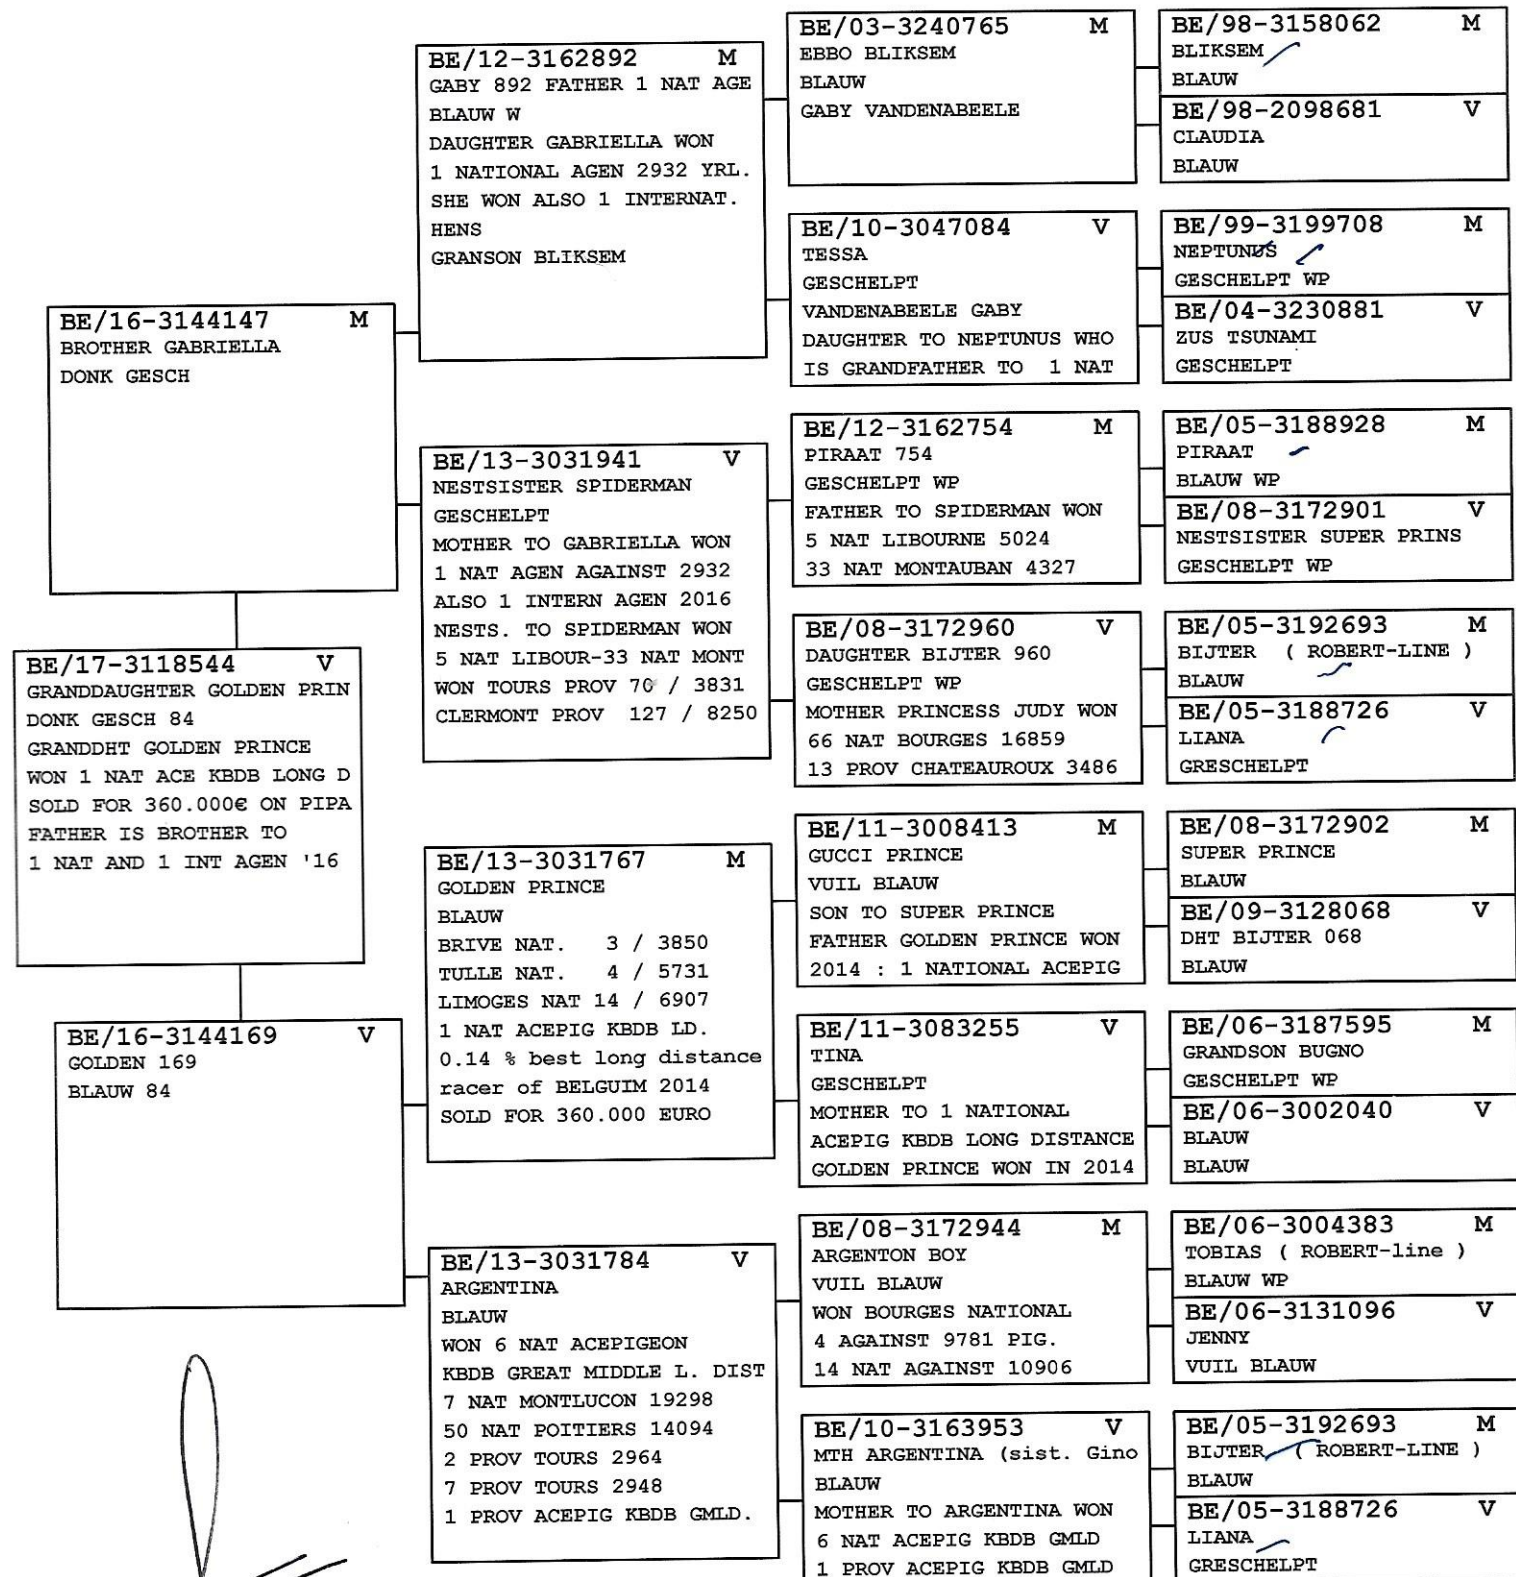 BE/17-3118544 V
GRANDDAUGHTER GOLDEN PRIN
DONK GESCH 84
GRANDDHT GOLDEN PRINCE
WON 1 NAT ACE KBDB LONG D
SOLD FOR 360.000€ ON PIPA
FATHER IS BROTHER TO
1 NAT AND 1 INT AGEN '16
BE/16-3144147 M
BROTHER GABRIELLA
DONK GESCH
BE/16-3144169 V
GOLDEN 169
BLAUW 84
BE/12-3162892 M
GABY 892 FATHER 1 NAT AGE
BLAUW W
DAUGHTER GABRIELLA WON
1 NATIONAL AGEN 2932 YRL.
SHE WON ALSO 1 INTERNAT.
HENS
GRANSON BLIKSEM
BE/13-3031941 V
NESTSISTER SPIDERMAN
GESCHELPT
MOTHER TO GABRIELLA WON
1 NAT AGEN AGAINST 2932
ALSO 1 INTERN AGEN 2016
NESTS. TO SPIDERMAN WON
5 NAT LIBOUR-33 NAT MONT
WON TOURS PROV 70 / 3831
CLERMONT PROV 127 / 8250
BE/13-3031767 M
GOLDEN PRINCE
BLAUW
BRIVE NAT. 3 / 3850
TULLE NAT. 4 / 5731
LIMOGES NAT 14 / 6907
1 NAT ACEPIG KBDB LD.
0.14 % best long distance
racer of BELGUIM 2014
SOLD FOR 360.000 EURO
BE/13-3031784 V
ARGENTINA
BLAUW
WON 6 NAT ACEPIGEON
KBDB GREAT MIDDLE L. DIST
7 NAT MONTLUCON 19298
50 NAT POITIERS 14094
2 PROV TOURS 2964
7 PROV TOURS 2948
1 PROV ACEPIG KBDB GMLD.
BE/03-3240765 M
EBBO BLIKSEM
BLAUW
GABY VANDENABEELE
BE/10-3047084 V
TESSA
GESCHELPT
VANDENABEELE GABY
DAUGHTER TO NEPTUNUS WHO
IS GRANDFATHER TO 1 NAT
BE/12-3162754 M
PIRAAT 754
GESCHELPT WP
FATHER TO SPIDERMAN WON
5 NAT LIBOURNE 5024
33 NAT MONTAUBAN 4327
BE/08-3172960 V
DAUGHTER BIJTER 960
GESCHELPT WP
MOTHER PRINCESS JUDY WON
66 NAT BOURGES 16859
13 PROV CHATEAUROUX 3486
BE/11-3008413 M
GUCCI PRINCE
VUIL BLAUW
SON TO SUPER PRINCE
FATHER GOLDEN PRINCE WON
2014 : 1 NATIONAL ACEPIG
BE/11-3083255 V
TINA
GESCHELPT
MOTHER TO 1 NATIONAL
ACEPIG KBDB LONG DISTANCE
GOLDEN PRINCE WON IN 2014
BE/08-3172944 M
ARGENTON BOY
VUIL BLAUW
WON BOURGES NATIONAL
4 AGAINST 9781 PIG.
14 NAT AGAINST 10906
BE/10-3163953 V
MTH ARGENTINA (sist. Gino
BLAUW
MOTHER TO ARGENTINA WON
6 NAT ACEPIG KBDB GMLD
1 PROV ACEPIG KBDB GMLD
BE/98-3158062 M
BLIKSEM
BLAUW
BE/98-2098681 V
CLAUDIA
BLAUW
BE/99-3199708 M
NEPTUNUS
GESCHELPT WP
BE/04-3230881 V
ZUS TSUNAMI
GESCHELPT
BE/05-3188928 M
PIRAAT
BLAUW WP
BE/08-3172901 V
NESTSISTER SUPER PRINS
GESCHELPT WP
BE/05-3192693 M
BIJTER ( ROBERT-LINE )
BLAUW
BE/05-3188726 V
LIANA
GRESCHELPT
BE/08-3172902 M
SUPER PRINCE
BLAUW
BE/09-3128068 V
DHT BIJTER 068
BLAUW
BE/06-3187595 M
GRANDSON BUGNO
GESCHELPT WP
BE/06-3002040 V
BLAUW
BLAUW
BE/06-3004383 M
TOBIAS ( ROBERT-line )
BLAUW WP
BE/06-3131096 V
JENNY
VUIL BLAUW
BE/05-3192693 M
BIJTER ( ROBERT-LINE )
BLAUW
BE/05-3188726 V
LIANA
GRESCHELPT